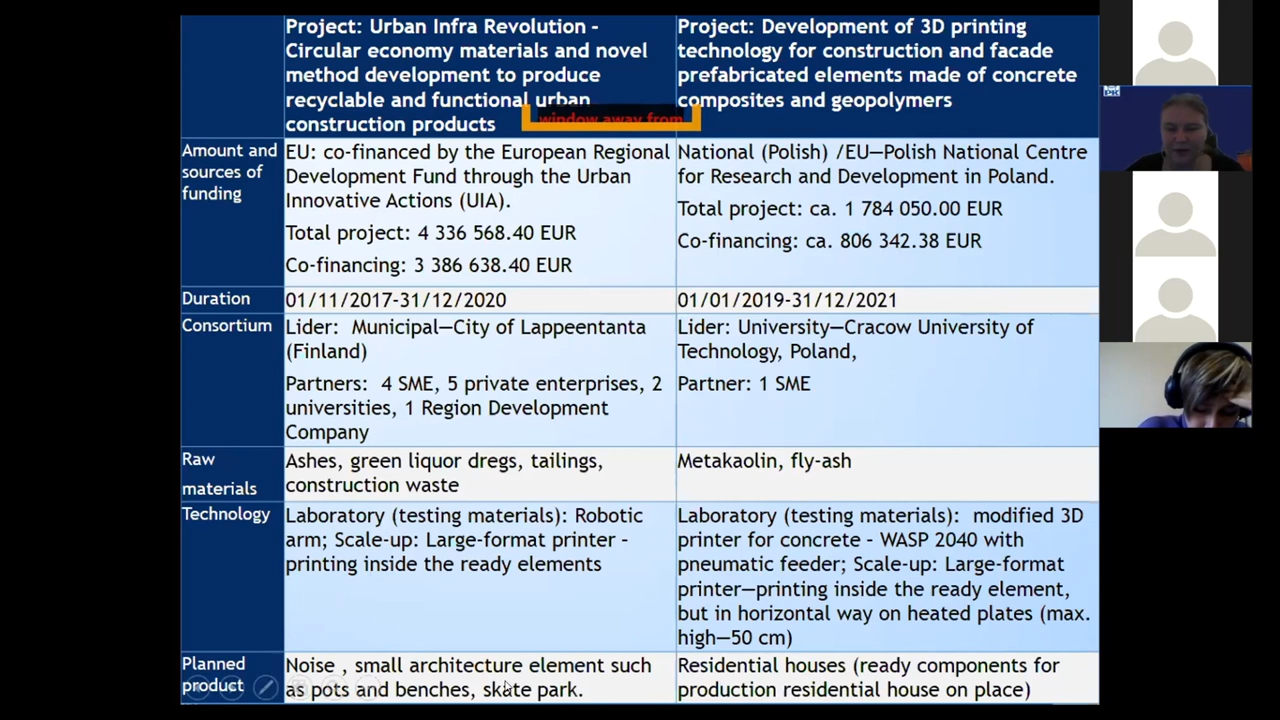 Project: Urban Infra Revolution -
Circular economy materials and novel
method development to produce
recyclable and functional urban
construction products
window away from
Project: Development of 3D printing
technology for construction and facade
prefabricated elements made of concrete
composites and geopolymers
Amount and
sources of
funding
EU: co-financed by the European Regional
Development Fund through the Urban
Innovative Actions (UIA).
Total project: 4 336 568.40 EUR
Co-financing: 3 386 638.40 EUR
National (Polish) /EU—Polish National Centre
for Research and Development in Poland.
Total project: ca. 1 784 050.00 EUR
Co-financing: ca. 806 342.38 EUR
Duration
01/11/2017-31/12/2020
01/01/2019-31/12/2021
Consortium
Lider: Municipal—City of Lappeentanta
(Finland)
Partners: 4 SME, 5 private enterprises, 2
universities, 1 Region Development
Company
Lider: University—Cracow University of
Technology, Poland,
Partner: 1 SME
Raw
materials
Ashes, green liquor dregs, tailings,
construction waste
Metakaolin, fly-ash
Technology
Laboratory (testing materials): Robotic
arm; Scale-up: Large-format printer -
printing inside the ready elements
Laboratory (testing materials): modified 3D
printer for concrete - WASP 2040 with
pneumatic feeder; Scale-up: Large-format
printer—printing inside the ready element,
but in horizontal way on heated plates (max.
high—50 cm)
Planned
product
Noise , small architecture element such
as pots and benches, skate park.
Residential houses (ready components for
production residential house on place)
PK